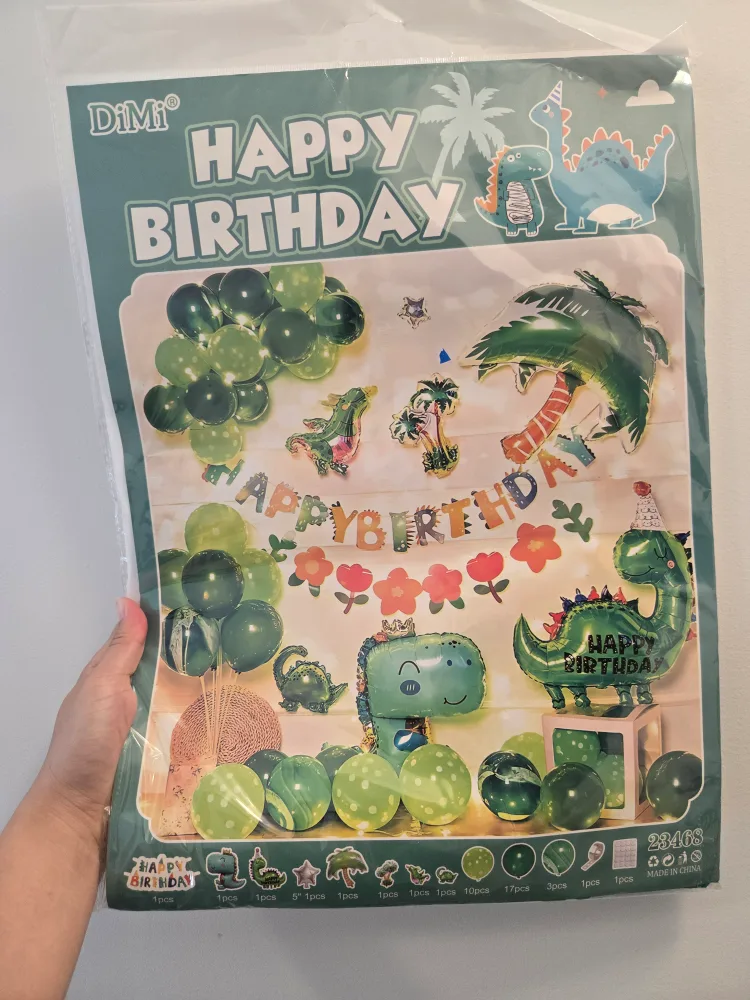 DiMi®
HAPPY
BIRTHDAY
HAPPYBIRTHDAY
HAPPY
BIRTHDAY
HAPPY
BIRTHDAY
1pcs
1pcs
1pcs
5" 1pcs
1pcs
1pcs
1pcs
1pcs
10pcs
17pcs
3pcs
1pcs
1pcs
23468
MADE IN CHINA